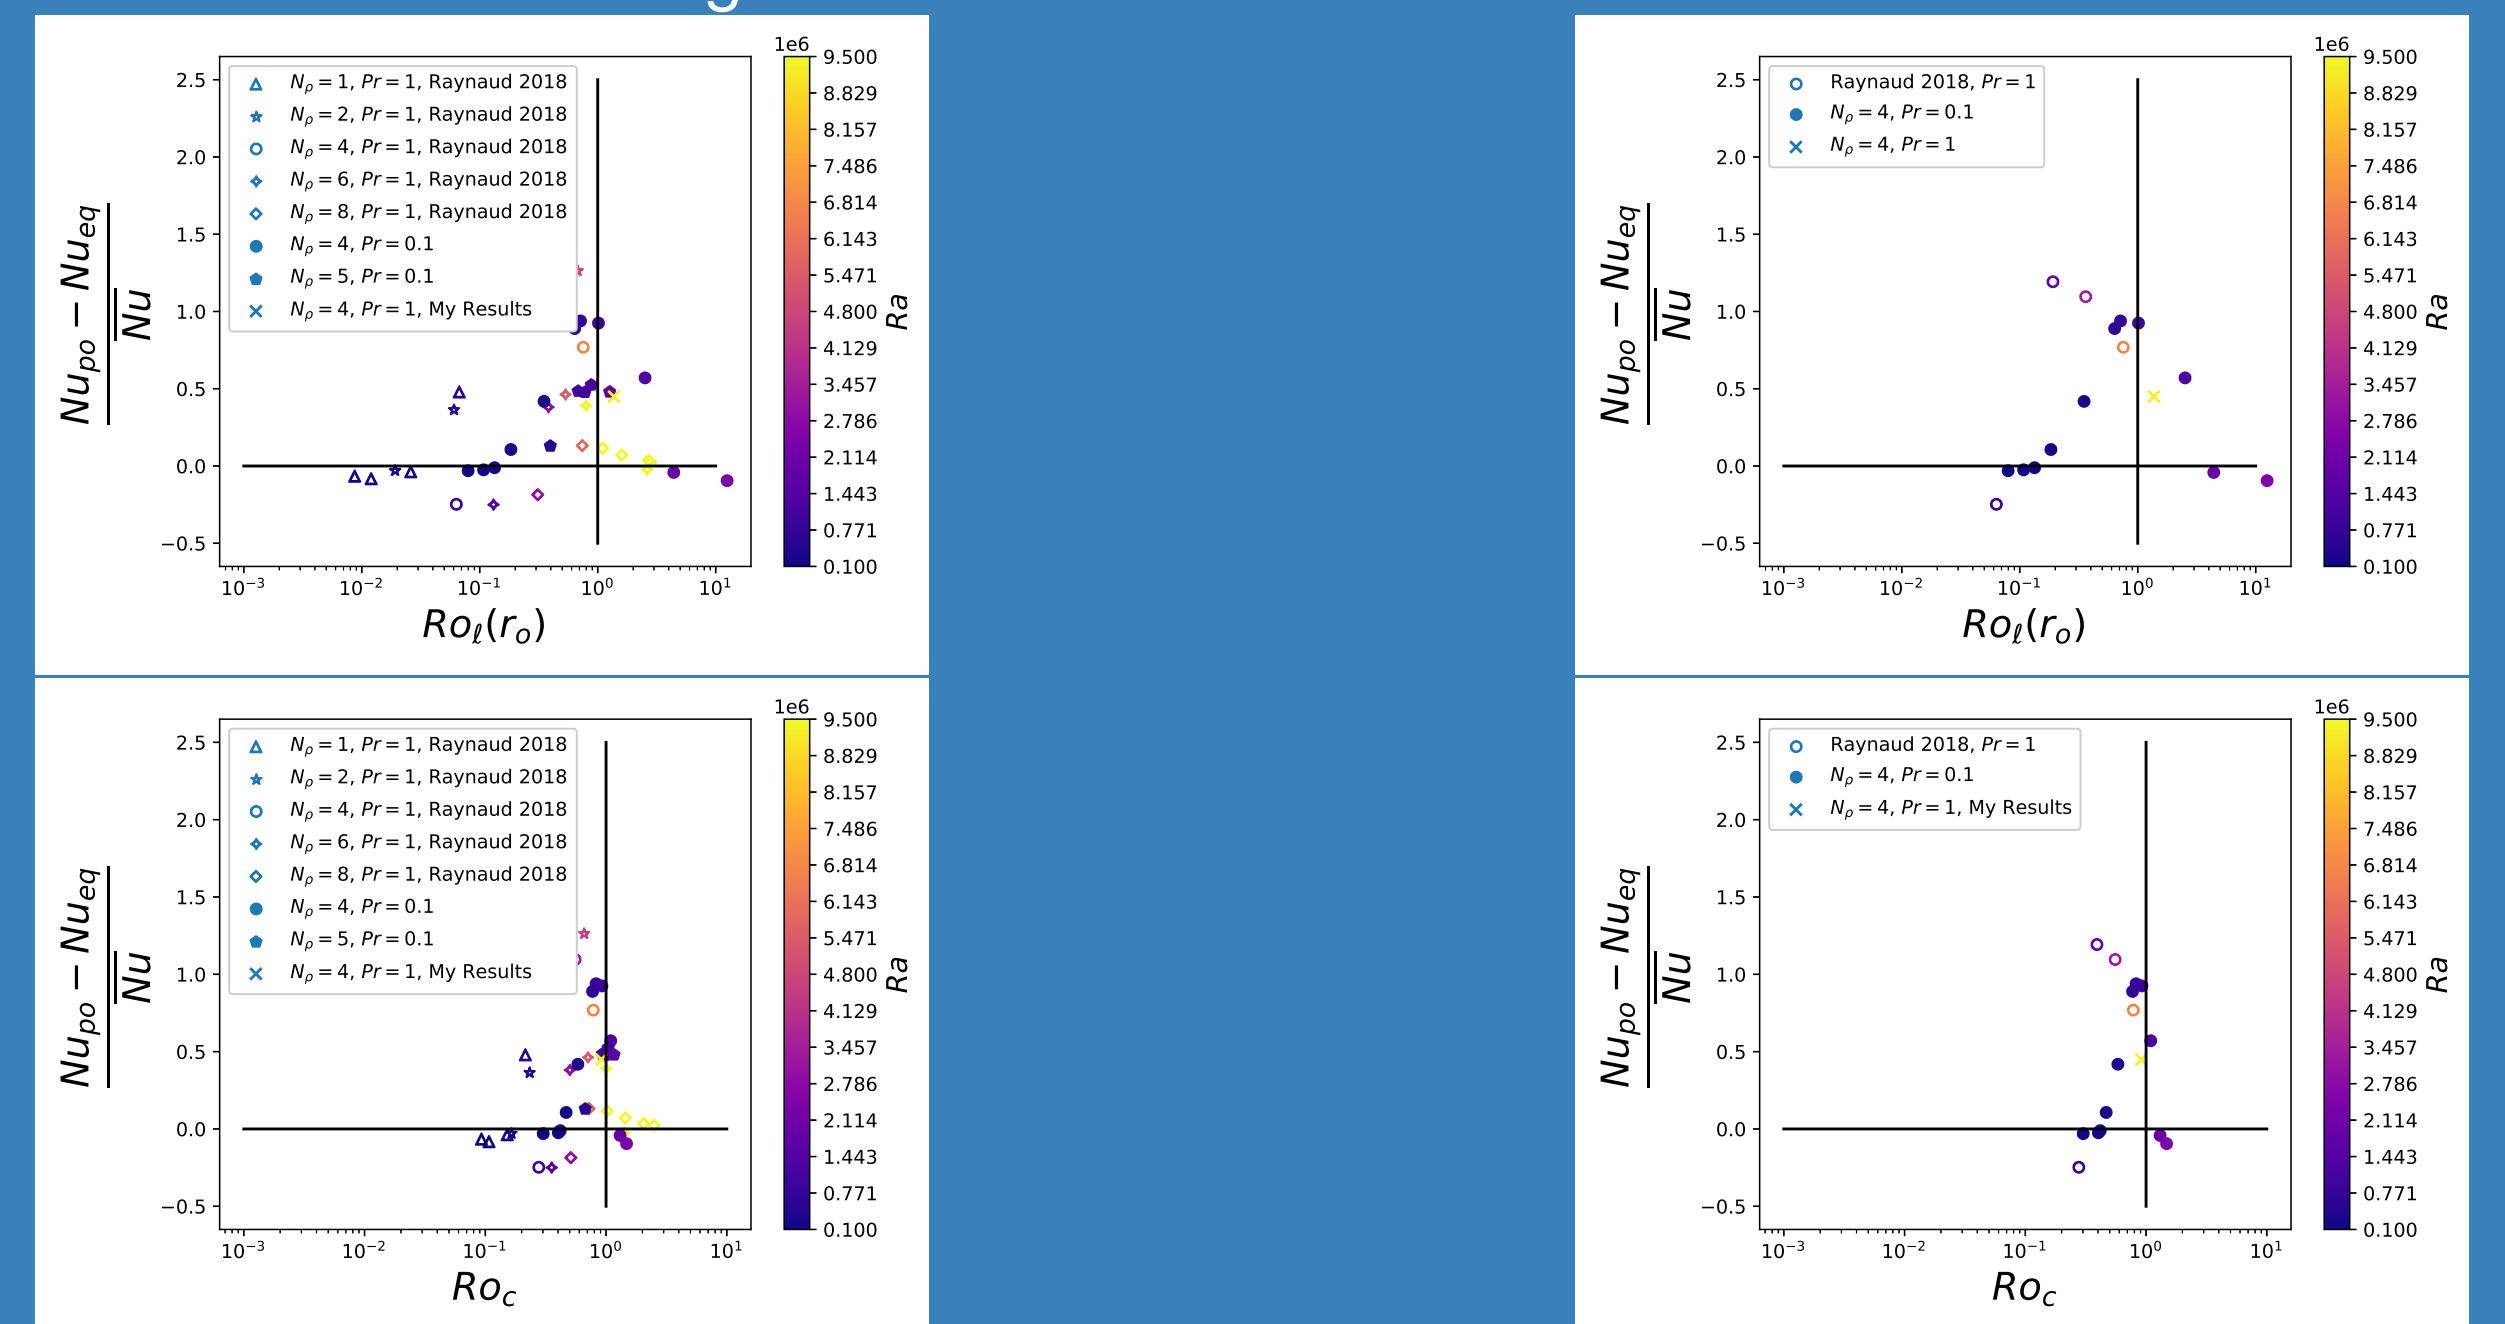 g
1e6
N_ρ = 1, Pr = 1, Raynaud 2018
N_ρ = 2, Pr = 1, Raynaud 2018
N_ρ = 4, Pr = 1, Raynaud 2018
N_ρ = 6, Pr = 1, Raynaud 2018
N_ρ = 8, Pr = 1, Raynaud 2018
N_ρ = 4, Pr = 0.1
N_ρ = 5, Pr = 0.1
N_ρ = 4, Pr = 1, My Results
2.5
2.0
1.5
1.0
0.5
0.0
−0.5
Nu_po − Nu_eq
Nu
10⁻³ 10⁻² 10⁻¹ 10⁰ 10¹
Ro_ℓ(r_o)
9.500
8.829
8.157
7.486
6.814
6.143
5.471
4.800
4.129
3.457
2.786
2.114
1.443
0.771
0.100
Ra
1e6
Raynaud 2018, Pr = 1
N_ρ = 4, Pr = 0.1
N_ρ = 4, Pr = 1
2.5
2.0
1.5
1.0
0.5
0.0
−0.5
Nu_po − Nu_eq
Nu
10⁻³ 10⁻² 10⁻¹ 10⁰ 10¹
Ro_ℓ(r_o)
9.500
8.829
8.157
7.486
6.814
6.143
5.471
4.800
4.129
3.457
2.786
2.114
1.443
0.771
0.100
Ra
1e6
N_ρ = 1, Pr = 1, Raynaud 2018
N_ρ = 2, Pr = 1, Raynaud 2018
N_ρ = 4, Pr = 1, Raynaud 2018
N_ρ = 6, Pr = 1, Raynaud 2018
N_ρ = 8, Pr = 1, Raynaud 2018
N_ρ = 4, Pr = 0.1
N_ρ = 5, Pr = 0.1
N_ρ = 4, Pr = 1, My Results
2.5
2.0
1.5
1.0
0.5
0.0
−0.5
Nu_po − Nu_eq
Nu
10⁻³ 10⁻² 10⁻¹ 10⁰ 10¹
Ro_c
9.500
8.829
8.157
7.486
6.814
6.143
5.471
4.800
4.129
3.457
2.786
2.114
1.443
0.771
0.100
Ra
1e6
Raynaud 2018, Pr = 1
N_ρ = 4, Pr = 0.1
N_ρ = 4, Pr = 1, My Results
2.5
2.0
1.5
1.0
0.5
0.0
−0.5
Nu_po − Nu_eq
Nu
10⁻³ 10⁻² 10⁻¹ 10⁰ 10¹
Ro_c
9.500
8.829
8.157
7.486
6.814
6.143
5.471
4.800
4.129
3.457
2.786
2.114
1.443
0.771
0.100
Ra